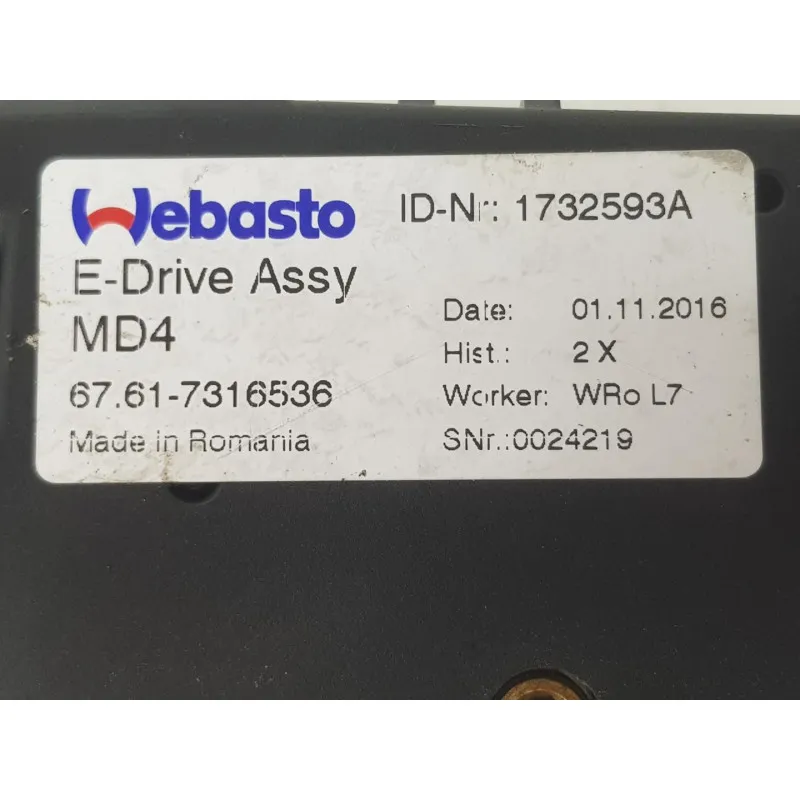 Webasto
E-Drive Assy
MD4
67.61-7316536
Made in Romania
ID-Nr: 1732593A
Date: 01.11.2016
Hist.: 2 X
Worker: WRo L7
SNr.:0024219